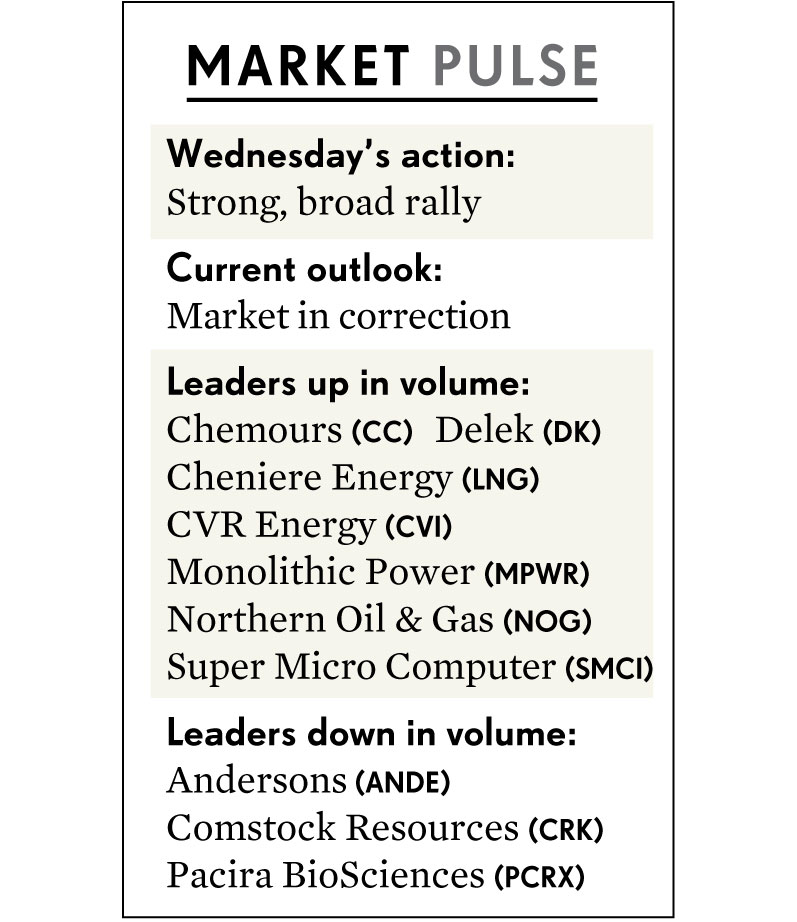 MARKET PULSE
Wednesday’s action:
Strong, broad rally
Current outlook:
Market in correction
Leaders up in volume:
Chemours (CC) Delek (DK)
Cheniere Energy (LNG)
CVR Energy (CVI)
Monolithic Power (MPWR)
Northern Oil & Gas (NOG)
Super Micro Computer (SMCI)
Leaders down in volume:
Andersons (ANDE)
Comstock Resources (CRK)
Pacira BioSciences (PCRX)